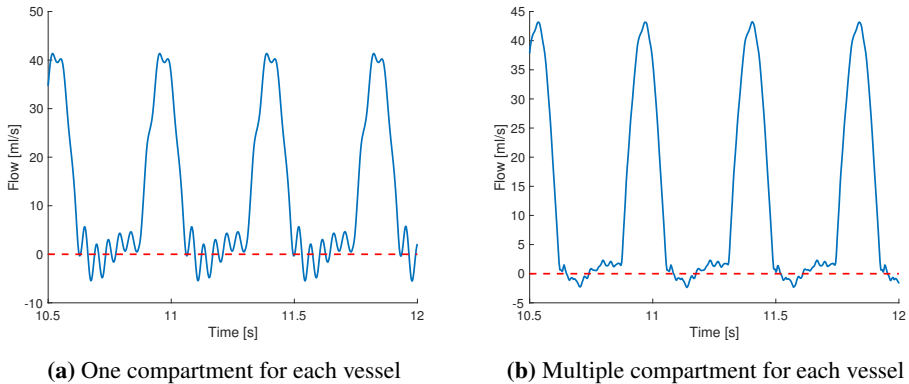 50
40
30
20
10
0
-10
Flow [ml/s]
10.5 11 11.5 12
Time [s]
(a) One compartment for each vessel
45
40
35
30
25
20
15
10
5
0
-5
Flow [ml/s]
10.5 11 11.5 12
Time [s]
(b) Multiple compartment for each vessel